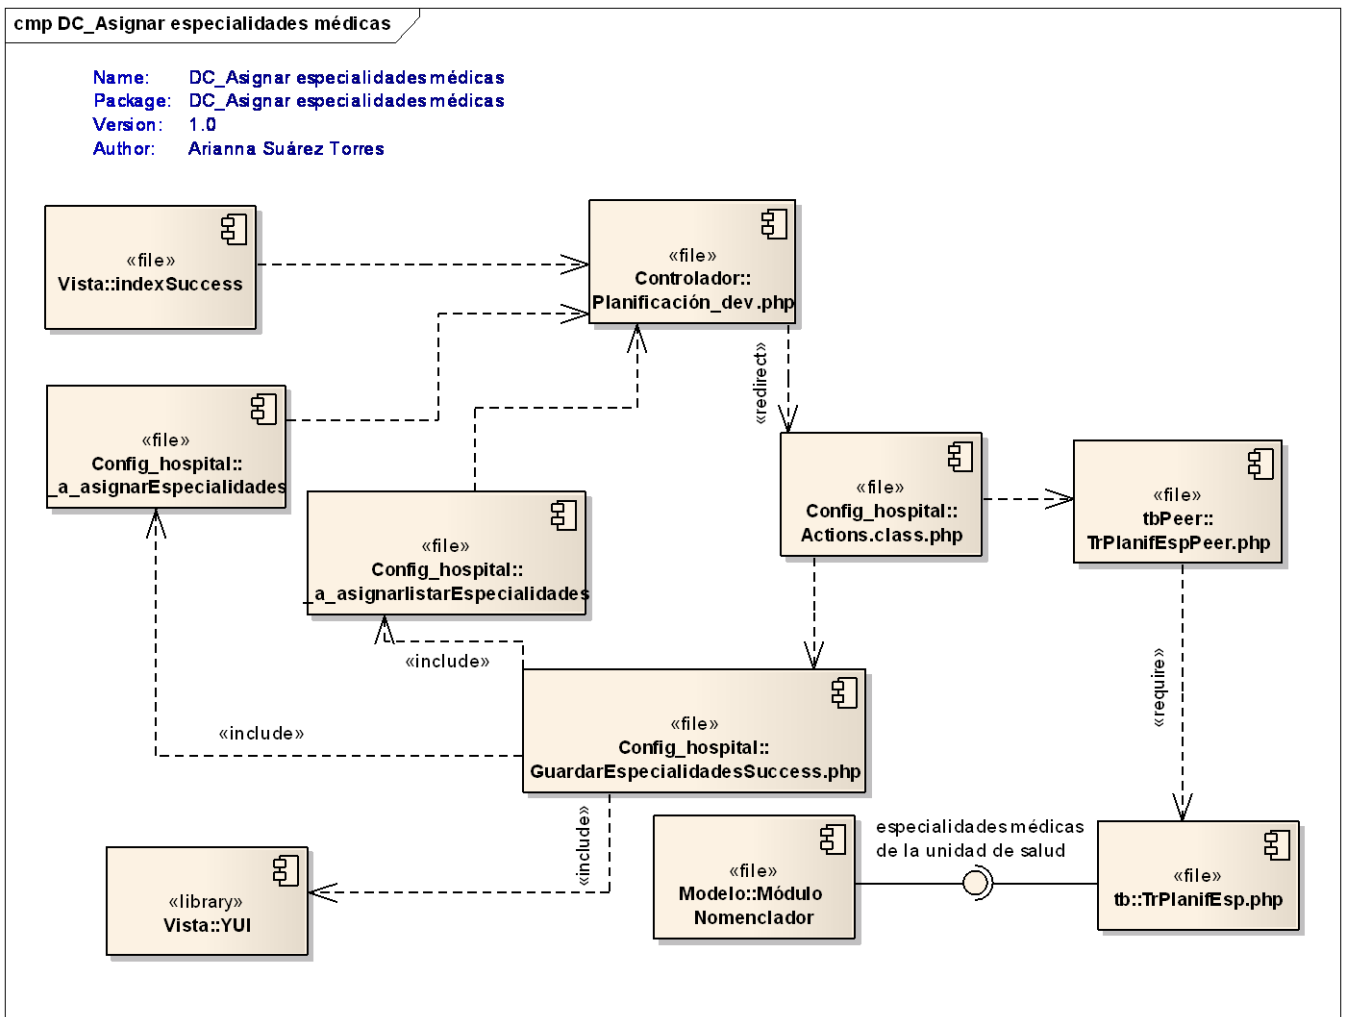 cmp DC_Asignar especialidades médicas
Name: DC_Asignar especialidades médicas
Package: DC_Asignar especialidades médicas
Version: 1.0
Author: Arianna Suárez Torres
«file»
Vista::indexSuccess
«file»
Controlador::
Planificación_dev.php
«redirect»
«file»
Config_hospital::
_a_asignarEspecialidades
«file»
Config_hospital::
_a_asignarlistarEspecialidades
«file»
Config_hospital::
Actions.class.php
«file»
tbPeer::
TrPlanifEspPeer.php
«include»
«require»
«include»
«file»
Config_hospital::
GuardarEspecialidadesSuccess.php
«include»
«library»
Vista::YUI
«file»
Modelo::Módulo
Nomenclador
especialidades médicas
de la unidad de salud
«file»
tb::TrPlanifEsp.php